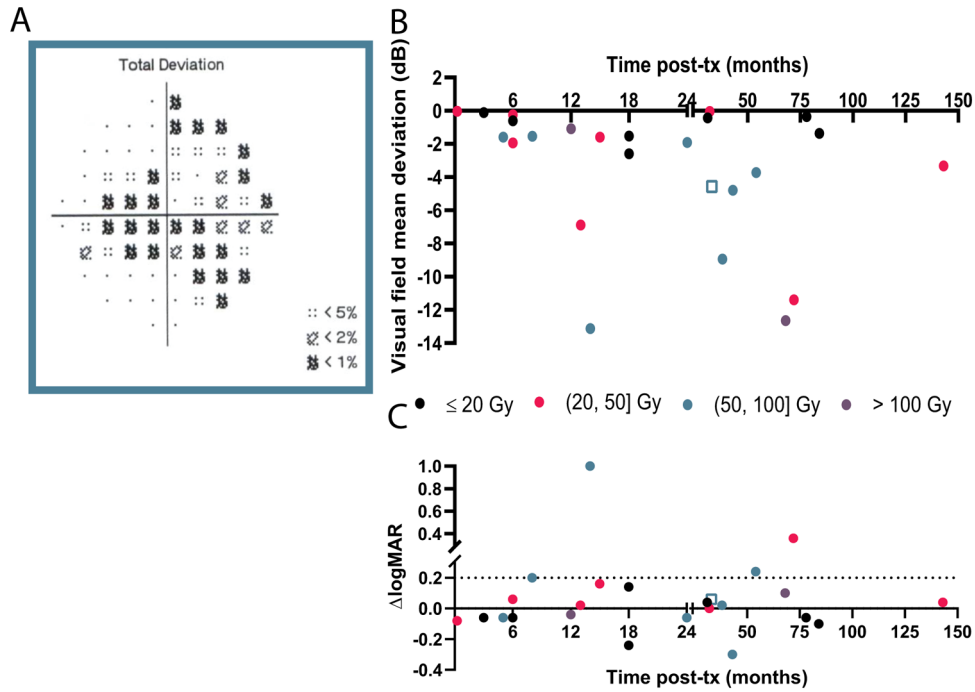 A
Total Deviation
:: < 5%
< 2%
< 1%
B
Time post-tx (months)
Visual field mean deviation (dB)
2
0
-2
-4
-6
-8
-10
-12
-14
6 12 18 24 50 75 100 125 150
≤ 20 Gy (20, 50] Gy (50, 100] Gy > 100 Gy
C
ΔlogMAR
1.0
0.8
0.6
0.4
0.2
0.0
-0.2
-0.4
6 12 18 24 50 75 100 125 150
Time post-tx (months)